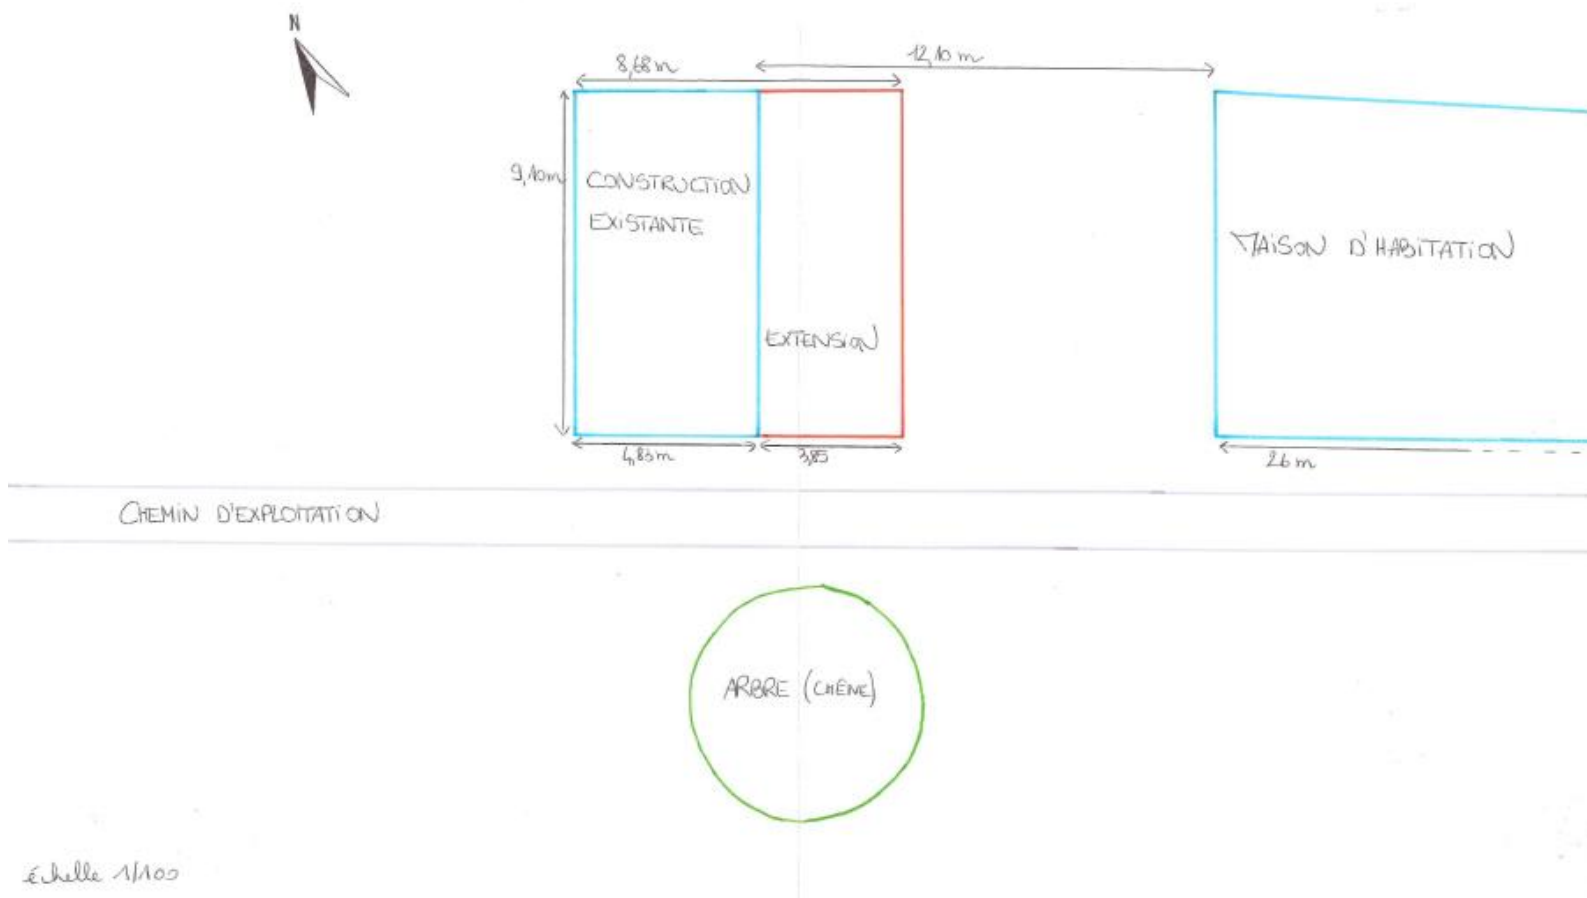 N
8,68m
12,10 m
9,10m
CONSTRUCTION
EXISTANTE
MAISON D'HABITATION
EXTENSION
4,83m
3,85
26 m
CHEMIN D'EXPLOITATION
ARBRE (CHÊNE)
échelle 1/100